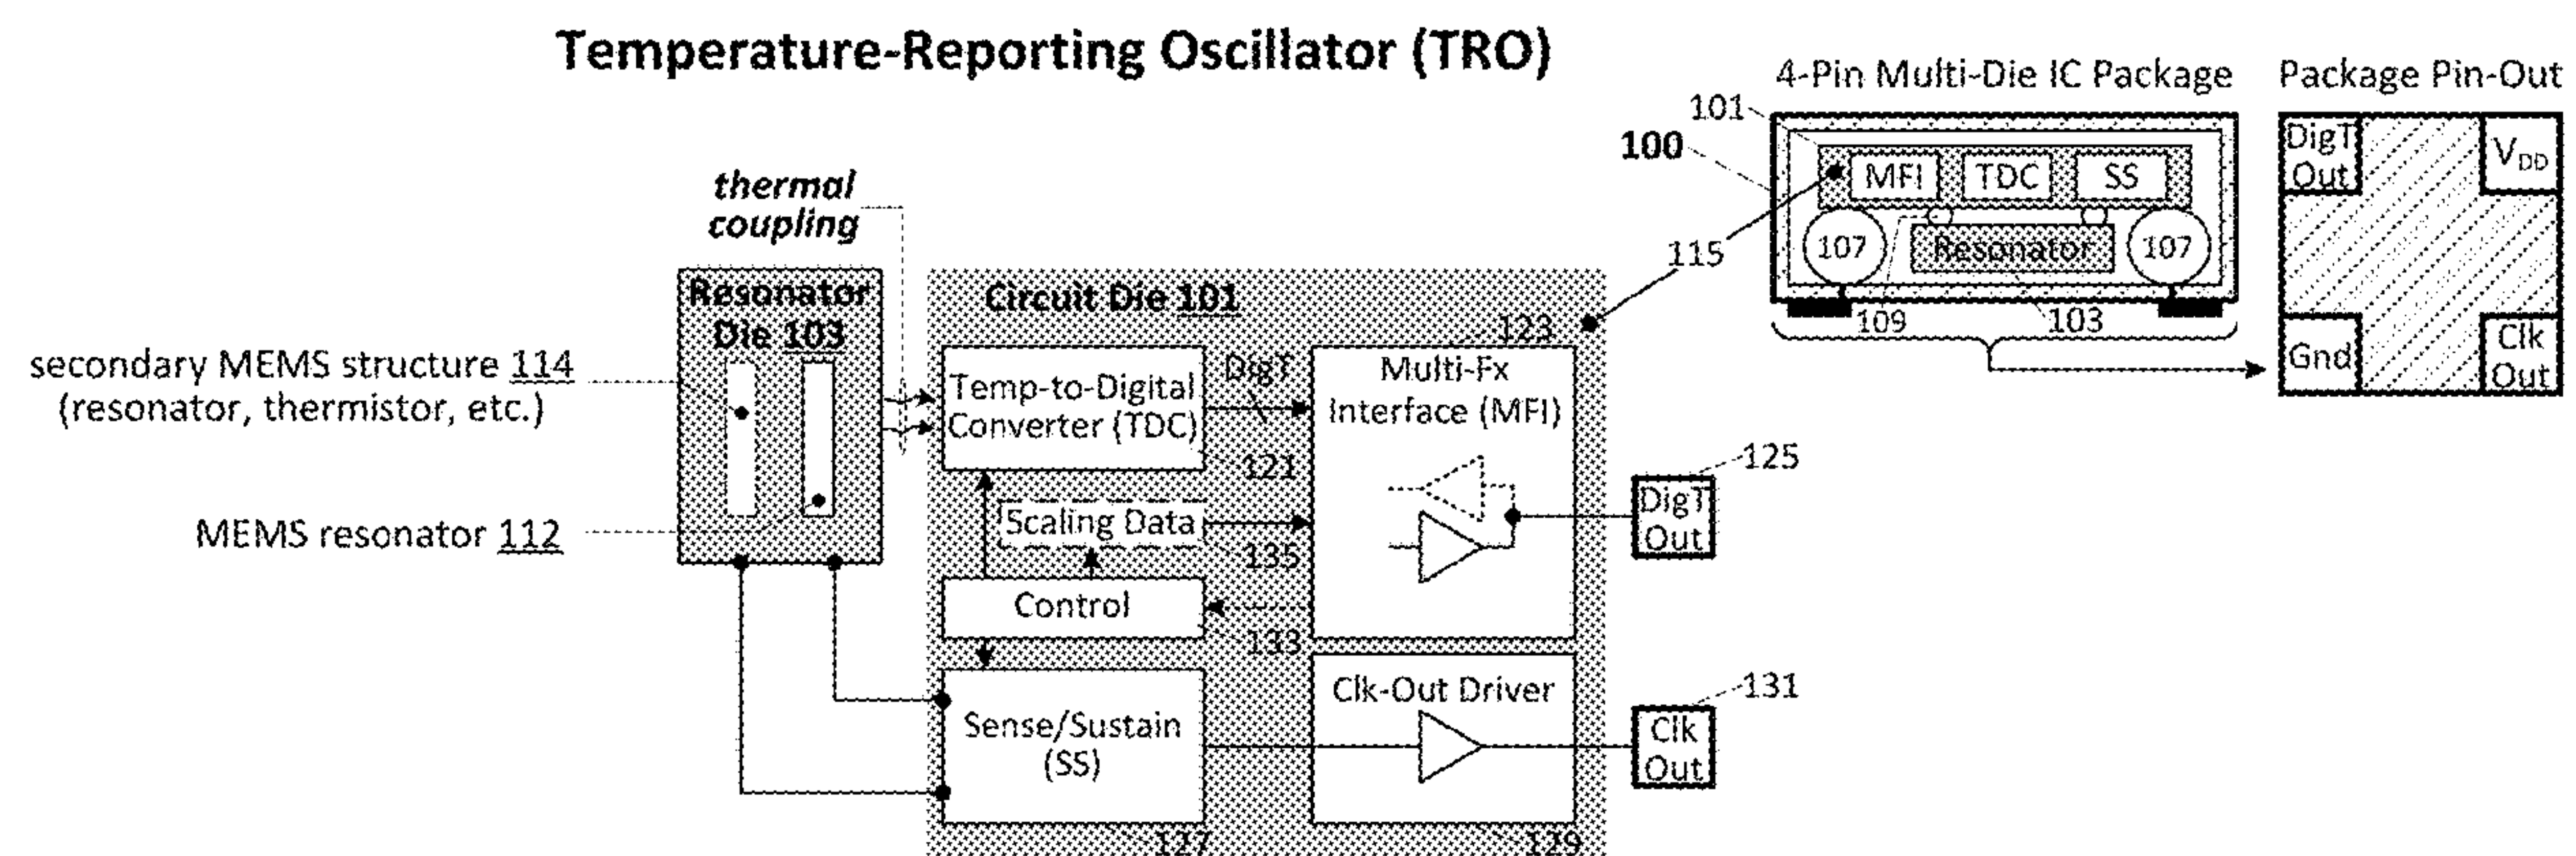 Temperature-Reporting Oscillator (TRO)
4-Pin Multi-Die IC Package
Package Pin-Out
101
100
MFI
TDC
SS
107
Resonator
107
109
103
115
DigT
Out
VDD
Gnd
Clk
Out
thermal
coupling
Resonator
Die 103
secondary MEMS structure 114
(resonator, thermistor, etc.)
MEMS resonator 112
Circuit Die 101
Temp-to-Digital
Converter (TDC)
121
DigT
123
Multi-Fx
Interface (MFI)
Scaling Data
135
Control
133
Sense/Sustain
(SS)
127
Clk-Out Driver
129
125
DigT
Out
131
Clk
Out